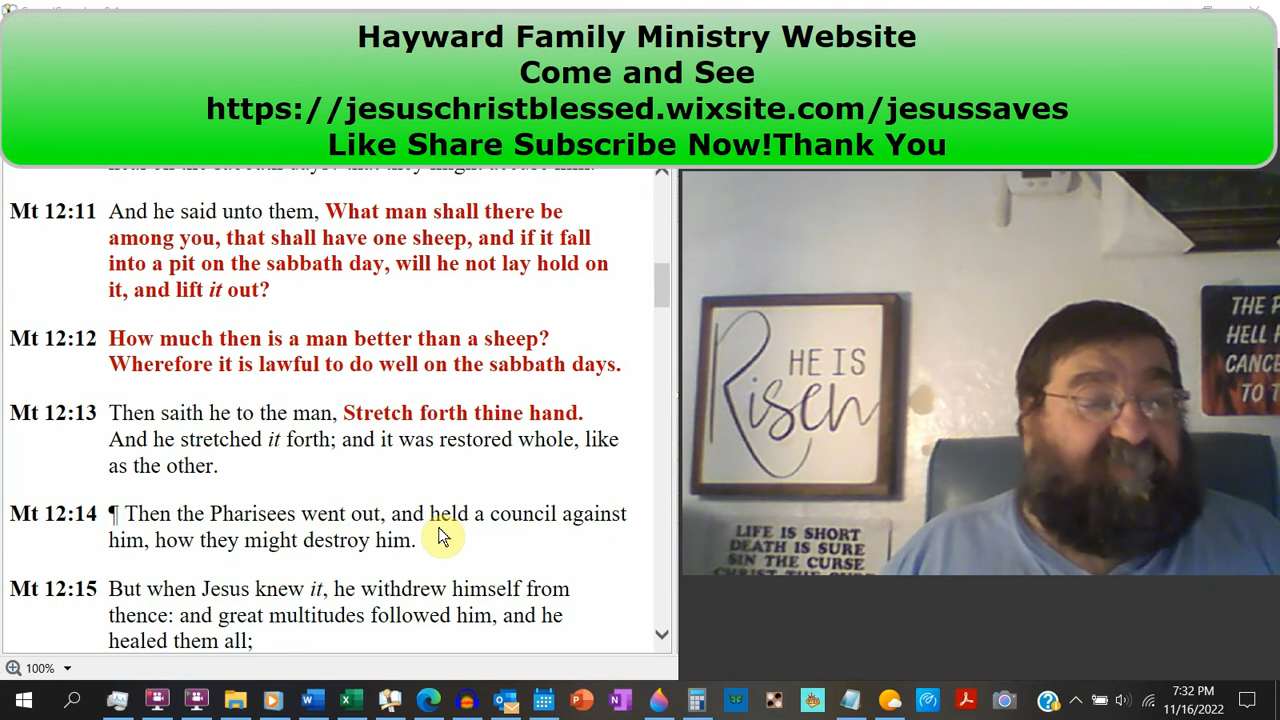 Hayward Family Ministry Website
Come and See
https://jesuschristblessed.wixsite.com/jesussaves
Like Share Subscribe Now!Thank You
Mt 12:11 And he said unto them, What man shall there be
among you, that shall have one sheep, and if it fall
into a pit on the sabbath day, will he not lay hold on
it, and lift it out?
Mt 12:12 How much then is a man better than a sheep?
Wherefore it is lawful to do well on the sabbath days.
Mt 12:13 Then saith he to the man, Stretch forth thine hand.
And he stretched it forth; and it was restored whole, like
as the other.
Mt 12:14 ¶ Then the Pharisees went out, and held a council against
him, how they might destroy him.
Mt 12:15 But when Jesus knew it, he withdrew himself from
thence: and great multitudes followed him, and he
healed them all;
100%
HE IS
Risen
LIFE IS SHORT
DEATH IS SURE
SIN THE CURSE
THE
HELL
TO
7:32 PM
11/16/2022